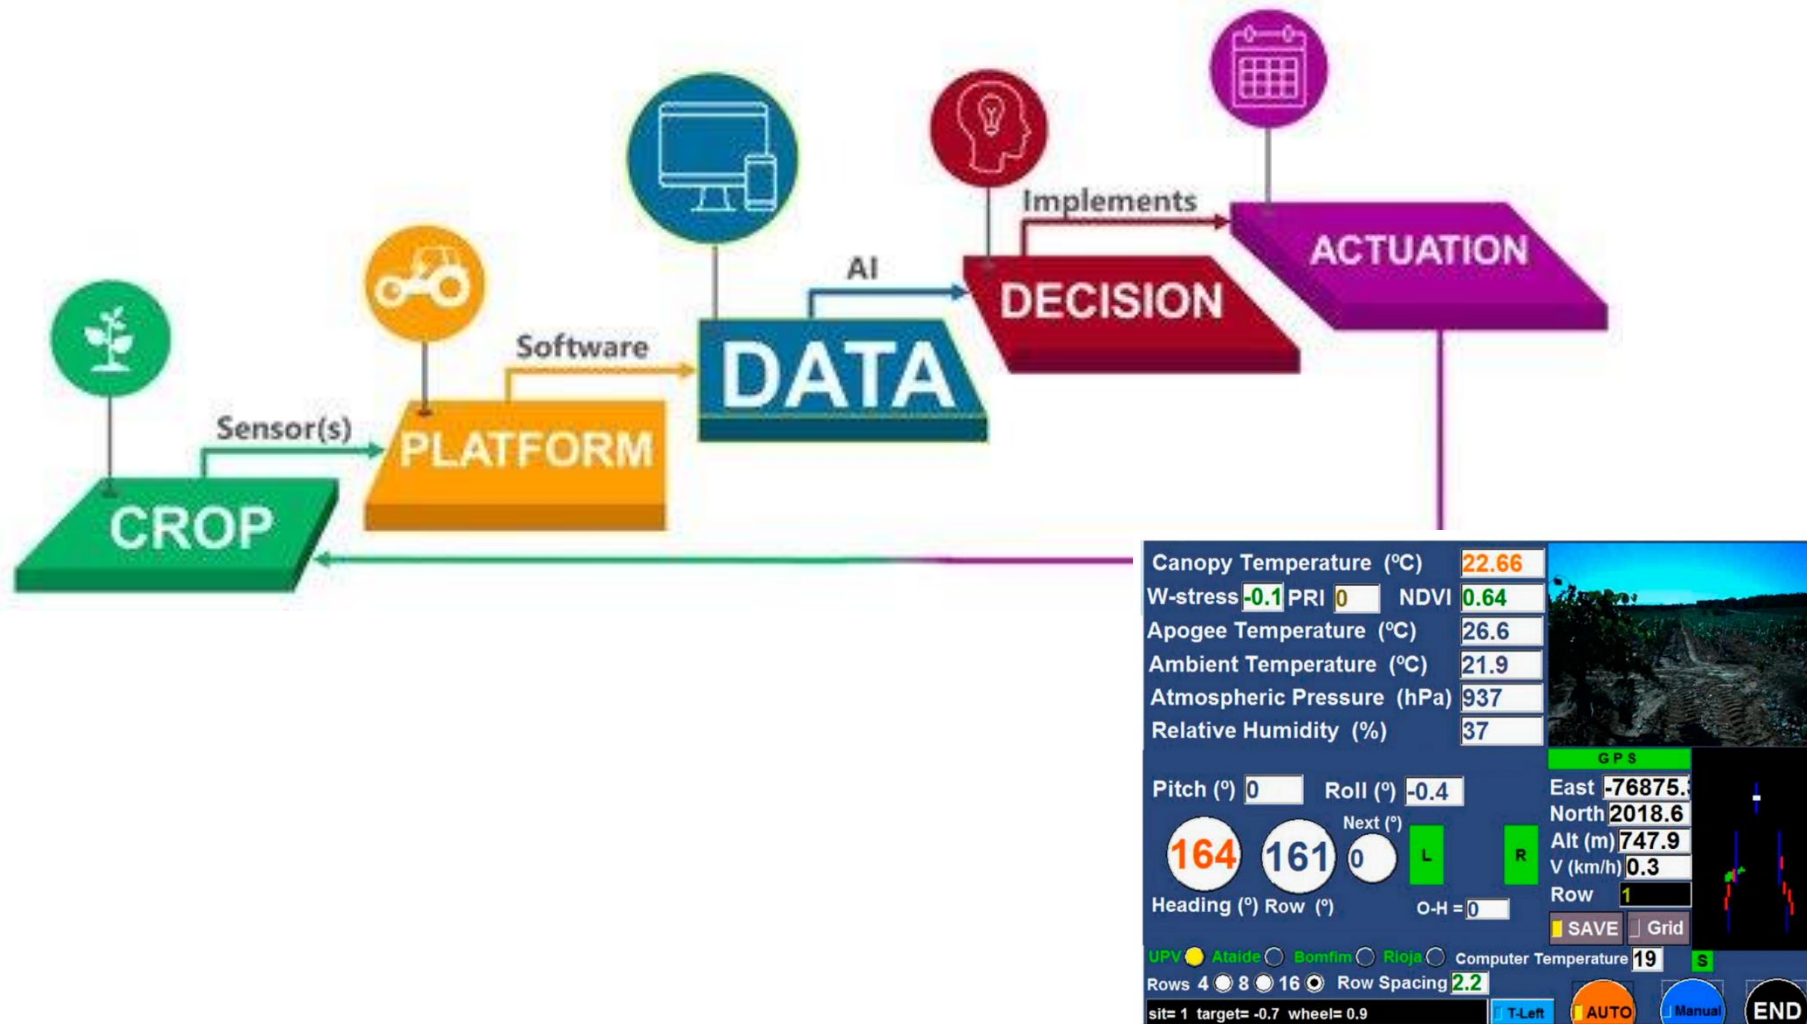 Implements
ACTUATION
AI
DECISION
Software
DATA
Sensor(s)
PLATFORM
CROP
Canopy Temperature (ºC) 22.66
W-stress -0.1 PRI 0 NDVI 0.64
Apogee Temperature (ºC) 26.6
Ambient Temperature (ºC) 21.9
Atmospheric Pressure (hPa) 937
Relative Humidity (%) 37
GPS
Pitch (º) 0 Roll (º) -0.4
East -76875.
North 2018.6
Alt (m) 747.9
V (km/h) 0.3
Row 1
Next (º)
164 161 0 L R
Heading (º) Row (º) O-H = 0
SAVE Grid
UPV Ataide Bomfim Rioja Computer Temperature 19 S
Rows 4 8 16 Row Spacing 2.2
sit= 1 target= -0.7 wheel= 0.9 T-Left AUTO Manual END